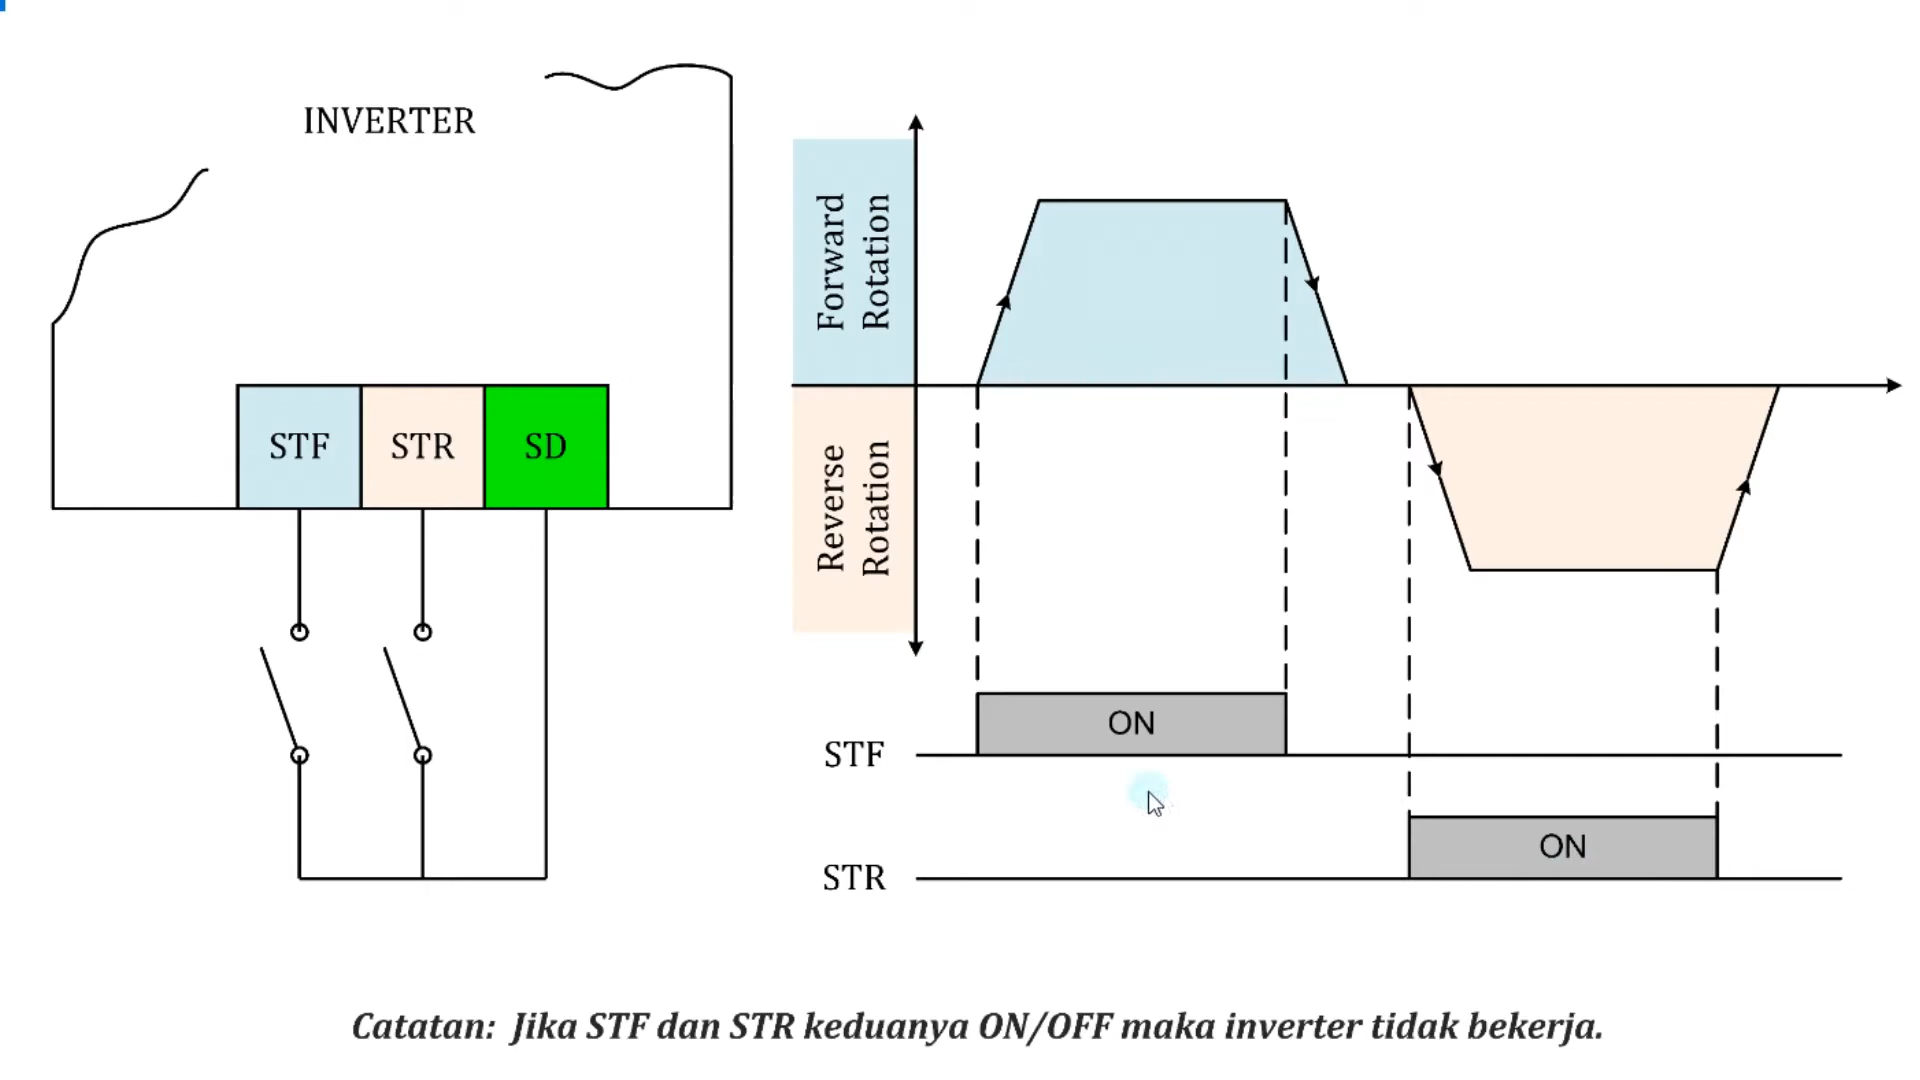 INVERTER
STF
STR
SD
Forward
Rotation
Reverse
Rotation
STF
ON
STR
ON
Catatan: Jika STF dan STR keduanya ON/OFF maka inverter tidak bekerja.